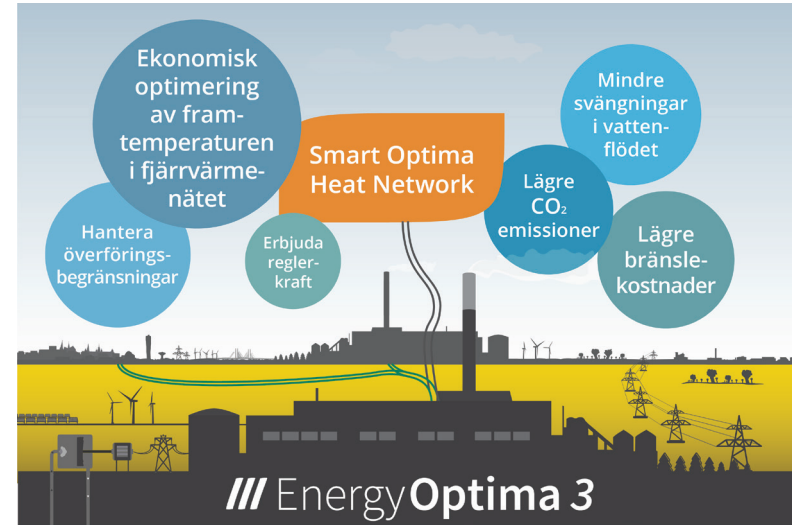 Ekonomisk
optimering
av fram-
temperaturen
i fjärrvärme-
nätet
Hantera
överförings-
begränsningar
Erbjuda
regler-
kraft
Smart Optima
Heat Network
Lägre
CO₂
emissioner
Mindre
svängningar
i vatten-
flödet
Lägre
bränsle-
kostnader
EnergyOptima 3